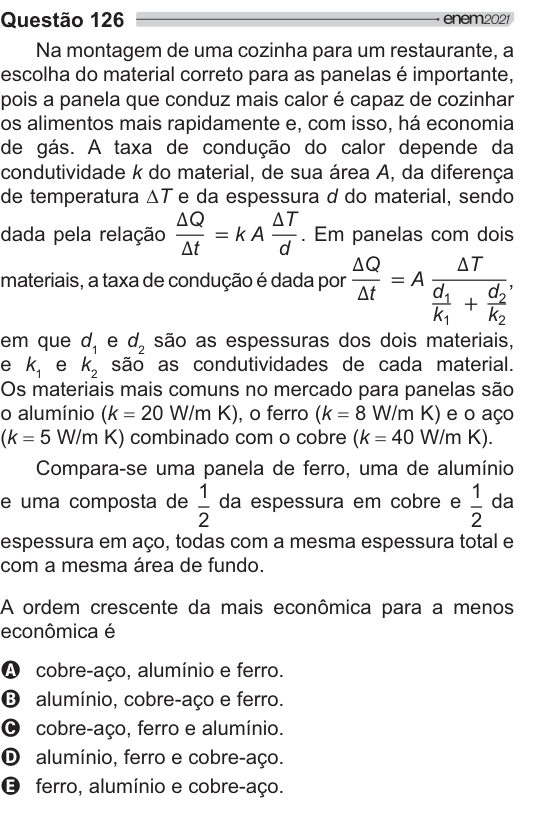 Questão 126 enem2021
Na montagem de uma cozinha para um restaurante, a
escolha do material correto para as panelas é importante,
pois a panela que conduz mais calor é capaz de cozinhar
os alimentos mais rapidamente e, com isso, há economia
de gás. A taxa de condução do calor depende da
condutividade k do material, de sua área A, da diferença
de temperatura ΔT e da espessura d do material, sendo
dada pela relação ΔQ/Δt = k A ΔT/d. Em panelas com dois
materiais, a taxa de condução é dada por ΔQ/Δt = A ΔT/(d₁/k₁ + d₂/k₂),
em que d₁ e d₂ são as espessuras dos dois materiais,
e k₁ e k₂ são as condutividades de cada material.
Os materiais mais comuns no mercado para panelas são
o alumínio (k = 20 W/m K), o ferro (k = 8 W/m K) e o aço
(k = 5 W/m K) combinado com o cobre (k = 40 W/m K).
Compara-se uma panela de ferro, uma de alumínio
e uma composta de 1/2 da espessura em cobre e 1/2 da
espessura em aço, todas com a mesma espessura total e
com a mesma área de fundo.
A ordem crescente da mais econômica para a menos
econômica é
A cobre-aço, alumínio e ferro.
B alumínio, cobre-aço e ferro.
C cobre-aço, ferro e alumínio.
D alumínio, ferro e cobre-aço.
E ferro, alumínio e cobre-aço.